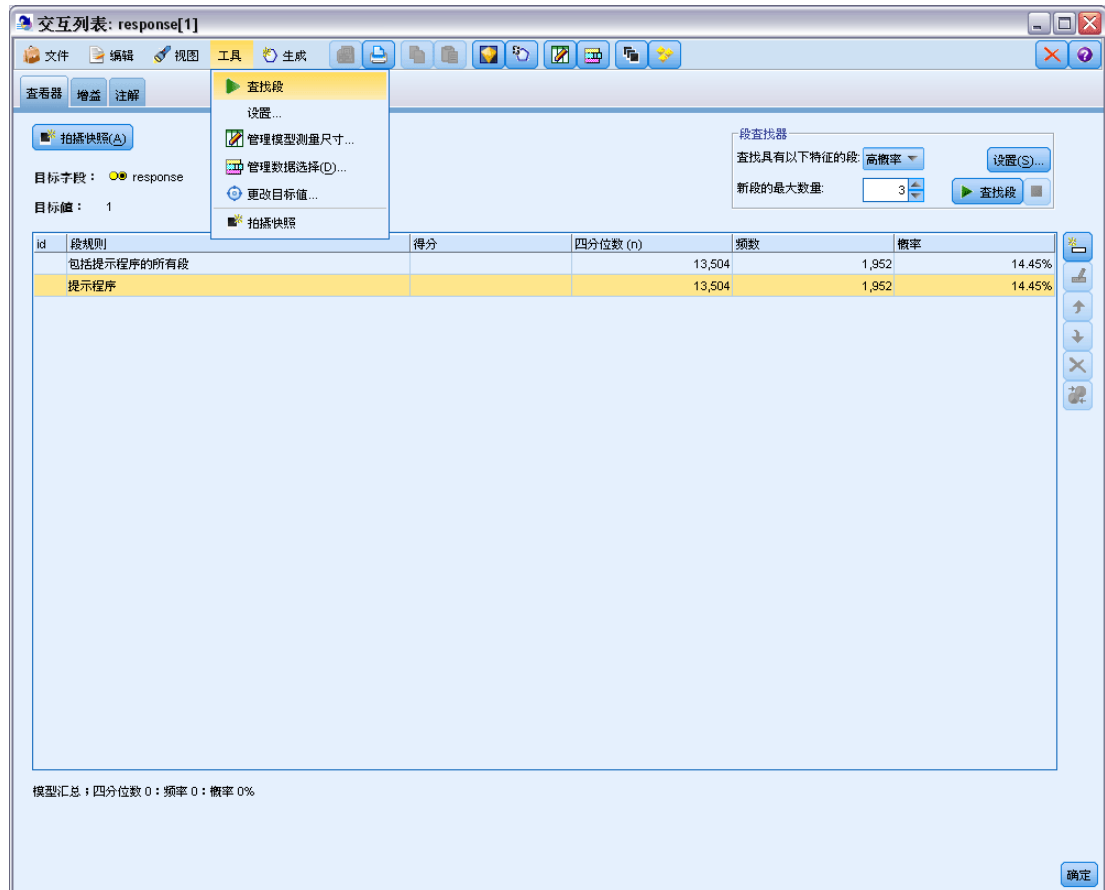 交互列表: response[1]
文件 编辑 视图 工具 生成
查看器 增益 注解
查找段
设置...
管理模型测量尺寸...
管理数据选择(D)...
更改目标值...
拍摄快照
拍摄快照(A)
目标字段： response
目标值： 1
段查找器
查找具有以下特征的段: 高概率 设置(S)...
新段的最大数量: 3 查找段
id 段规则 得分 四分位数 (n) 频数 概率
包括提示程序的所有段 13,504 1,952 14.45%
提示程序 13,504 1,952 14.45%
模型汇总；四分位数 0：频率 0：概率 0%
确定